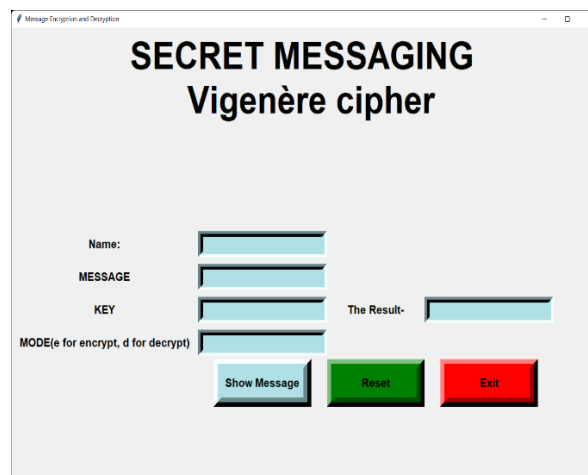 Message Encryption and Decryption
SECRET MESSAGING
Vigenère cipher
Name:
MESSAGE
KEY
The Result-
MODE(e for encrypt, d for decrypt)
Show Message
Reset
Exit